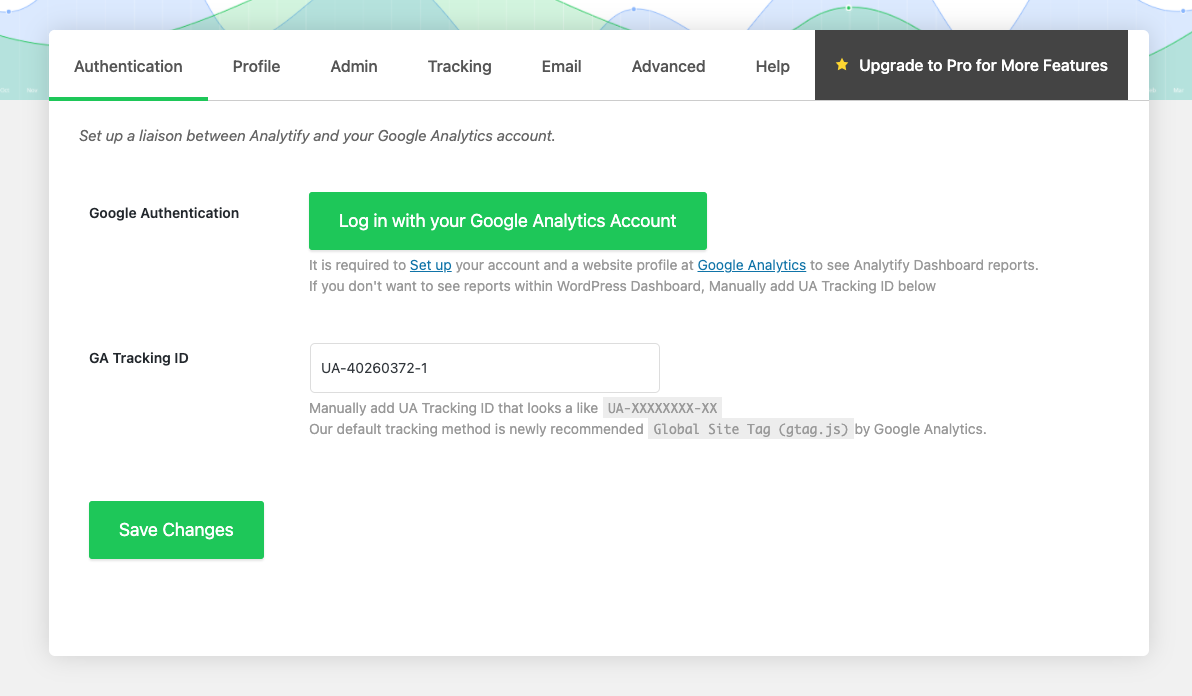 Authentication
Profile
Admin
Tracking
Email
Advanced
Help
Upgrade to Pro for More Features
Set up a liaison between Analytify and your Google Analytics account.
Google Authentication
Log in with your Google Analytics Account
It is required to Set up your account and a website profile at Google Analytics to see Analytify Dashboard reports.
If you don't want to see reports within WordPress Dashboard, Manually add UA Tracking ID below
GA Tracking ID
UA-40260372-1
Manually add UA Tracking ID that looks a like UA-XXXXXXXX-XX
Our default tracking method is newly recommended Global Site Tag (gtag.js) by Google Analytics.
Save Changes